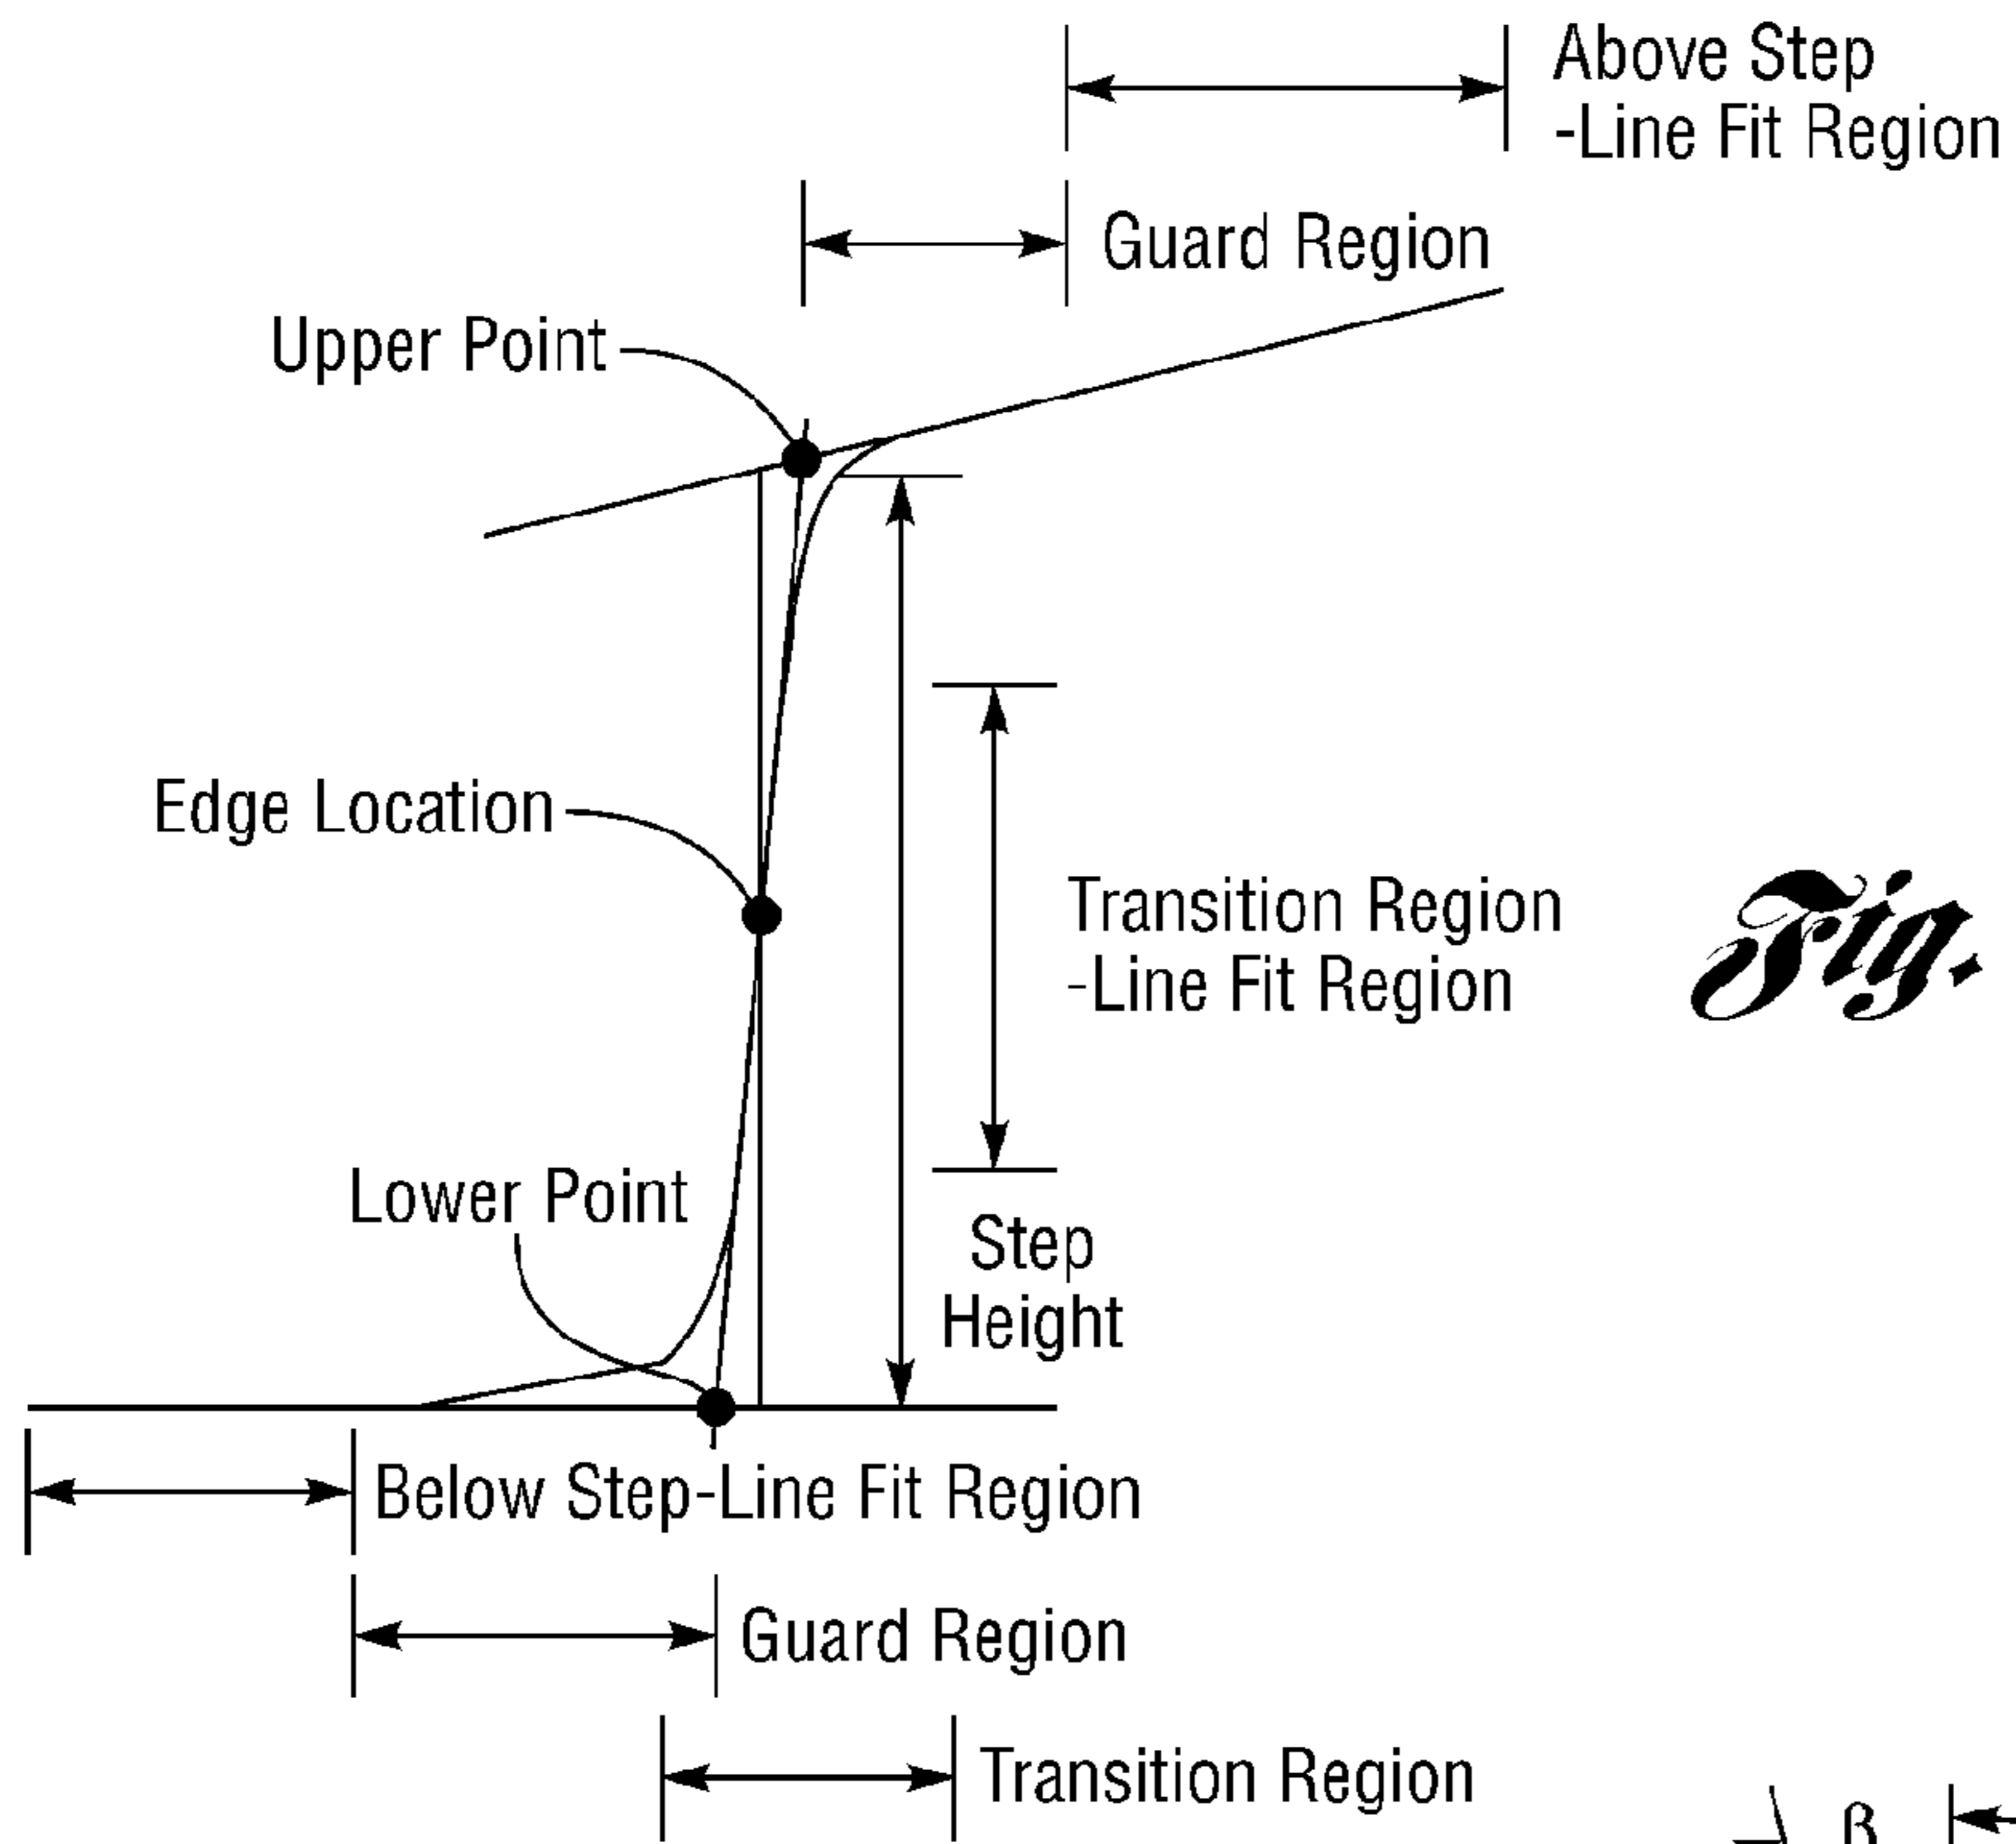 Above Step
-Line Fit Region
Guard Region
Upper Point
Edge Location
Transition Region
-Line Fit Region
Fig.
Lower Point
Step
Height
Below Step-Line Fit Region
Guard Region
Transition Region
β